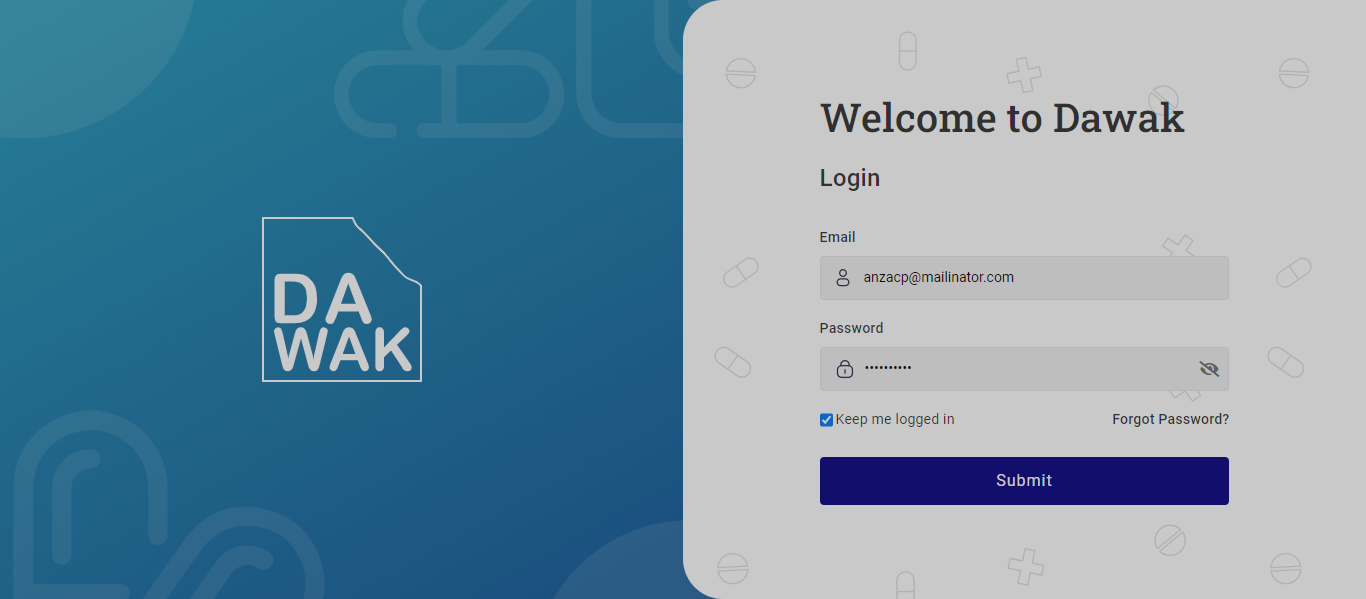 DA
WAK
Welcome to Dawak
Login
Email
anzacp@mailinator.com
Password
••••••••••
Keep me logged in
Forgot Password?
Submit